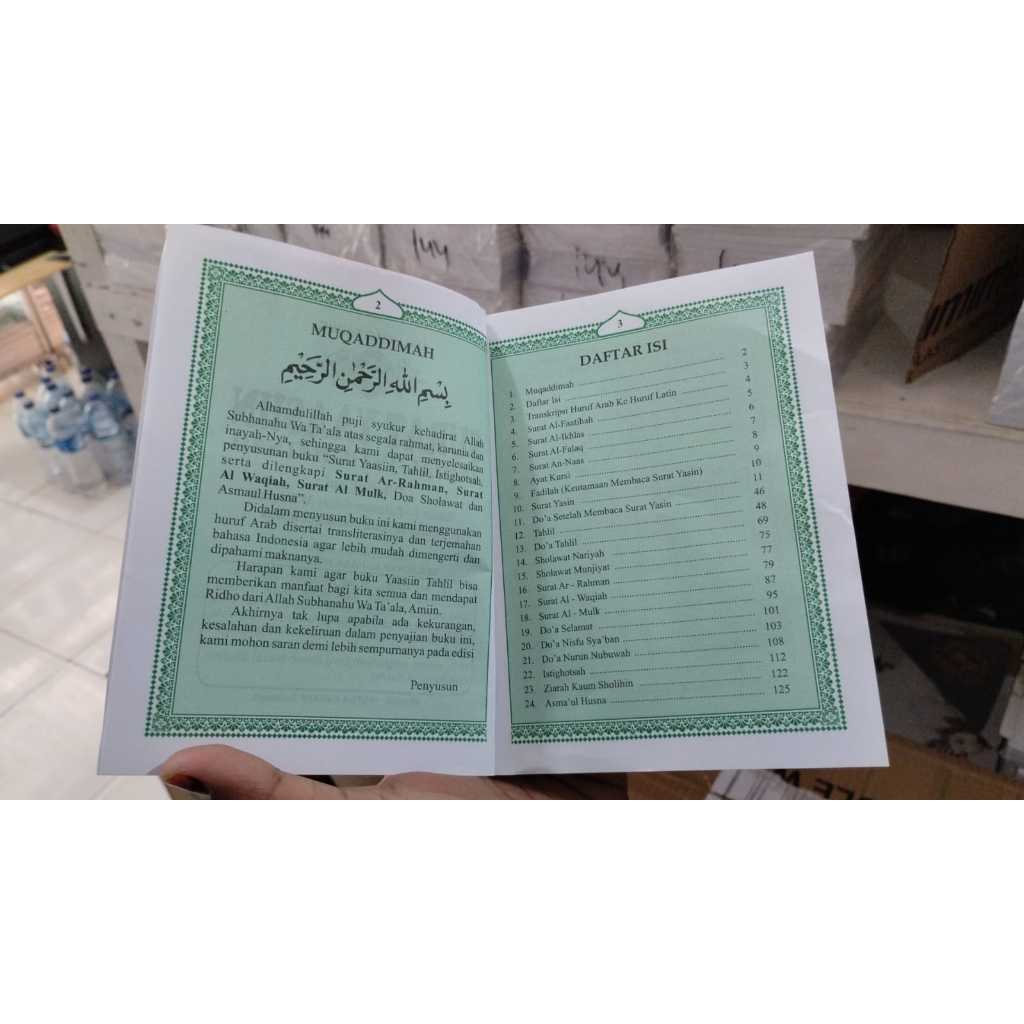 2
MUQADDIMAH
بِسْمِ اللهِ الرَّحْمٰنِ الرَّحِيْمِ
Alhamdulillah puji syukur kehadirat Allah
Subhanahu Wa Ta'ala atas segala rahmat, karunia dan
inayah-Nya, sehingga kami dapat menyelesaikan
penyusunan buku "Surat Yaasiin, Tahlil, Istighotsah,
serta dilengkapi Surat Ar-Rahman, Surat
Al Waqiah, Surat Al Mulk, Doa Sholawat dan
Asmaul Husna".
Didalam menyusun buku ini kami menggunakan
huruf Arab disertai transliterasinya dan terjemahan
bahasa Indonesia agar lebih mudah dimengerti dan
dipahami maknanya.
Harapan kami agar buku Yaasiin Tahlil bisa
memberikan manfaat bagi kita semua dan mendapat
Ridho dari Allah Subhanahu Wa Ta'ala, Amiin.
Akhirnya tak lupa apabila ada kekurangan,
kesalahan dan kekeliruan dalam penyajian buku ini,
kami mohon saran demi lebih sempurnanya pada edisi
Penyusun
3
DAFTAR ISI
1. Muqaddimah 2
2. Daftar Isi 3
3. Transkripsi Huruf Arab Ke Huruf Latin 4
4. Surat Al-Faatihah 5
5. Surat Al-Ikhlas 6
6. Surat Al-Falaq 7
7. Surat An-Naas 8
8. Ayat Kursi 9
9. Fadilah (Keutamaan Membaca Surat Yasin) 10
10. Surat Yasin 11
11. Do'a Setelah Membaca Surat Yasin 46
12. Tahlil 48
13. Do'a Tahlil 69
14. Sholawat Nariyah 75
15. Sholawat Munjiyat 77
16. Surat Ar - Rahman 79
17. Surat Al - Waqiah 87
18. Surat Al - Mulk 95
19. Do'a Selamat 101
20. Do'a Nisfu Sya'ban 103
21. Do'a Nurun Nubuwah 108
22. Istighotsah 112
23. Ziarah Kaum Sholihin 122
24. Asma'ul Husna 125